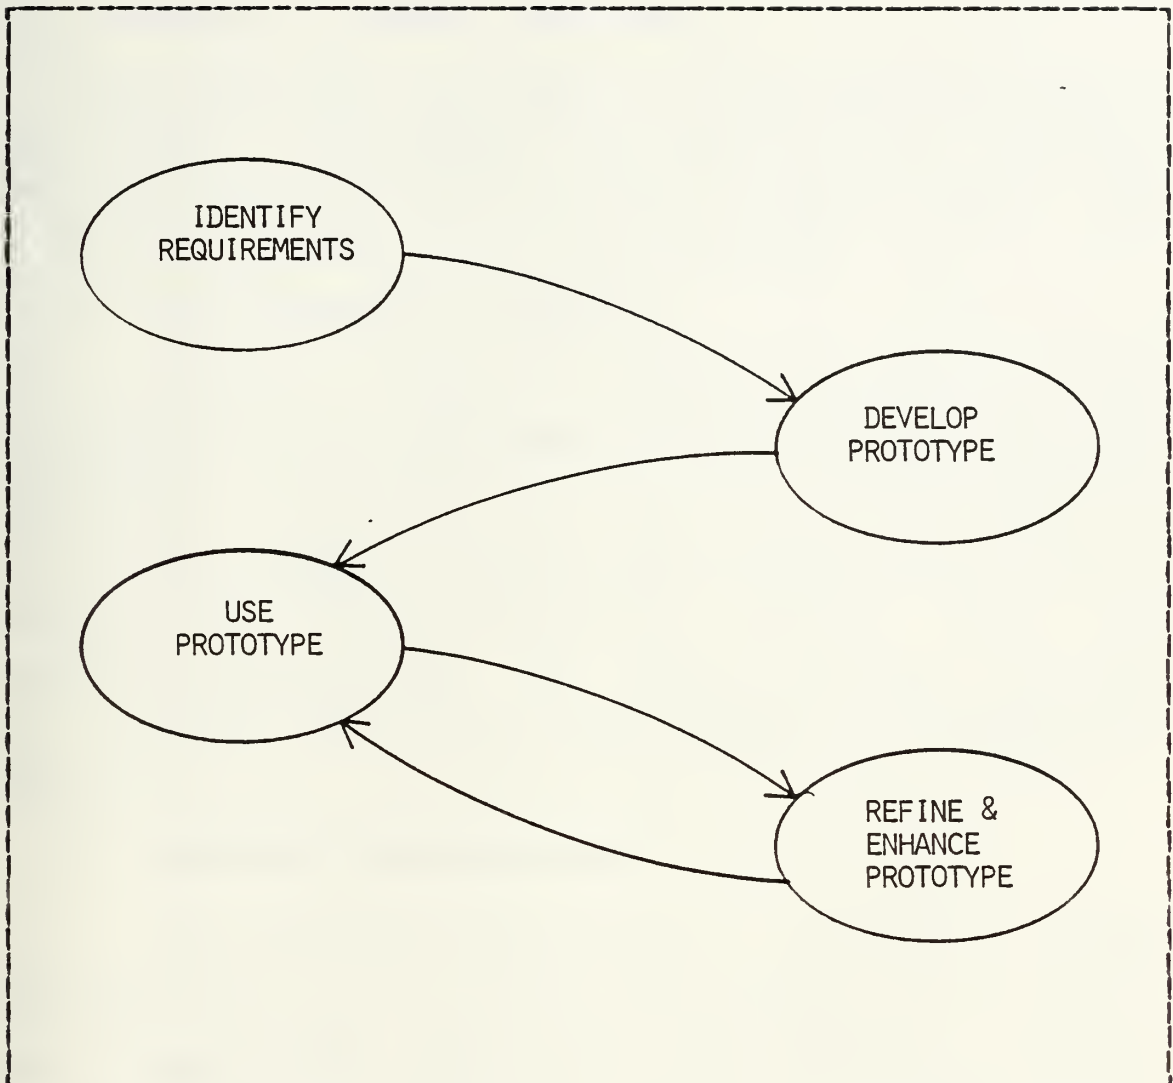 IDENTIFY
REQUIREMENTS
DEVELOP
PROTOTYPE
USE
PROTOTYPE
REFINE &
ENHANCE
PROTOTYPE